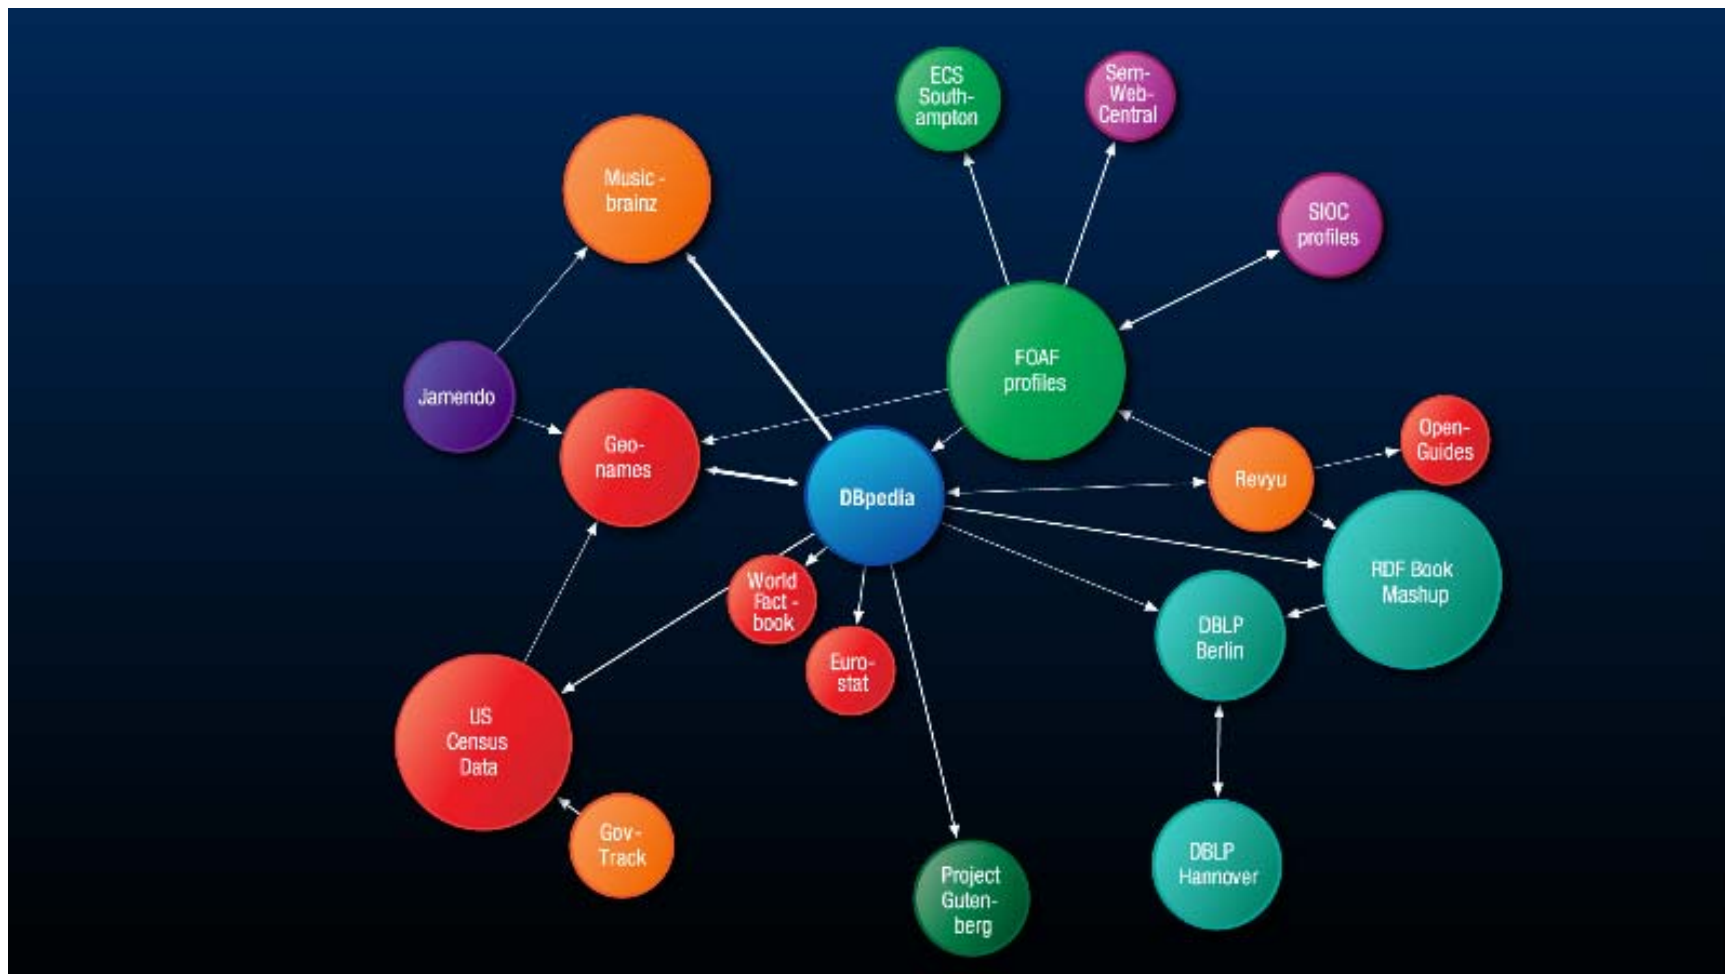 ECS
South-
ampton
Sem-
Web-
Central
Music -
brainz
SIOC
profiles
FOAF
profiles
Jamendo
Geo-
names
Open-
Guides
Revyu
DBpedia
RDF Book
Mashup
World
Fact -
book
DBLP
Berlin
Euro-
stat
US
Census
Data
Gov-
Track
DBLP
Hannover
Project
Guten-
berg